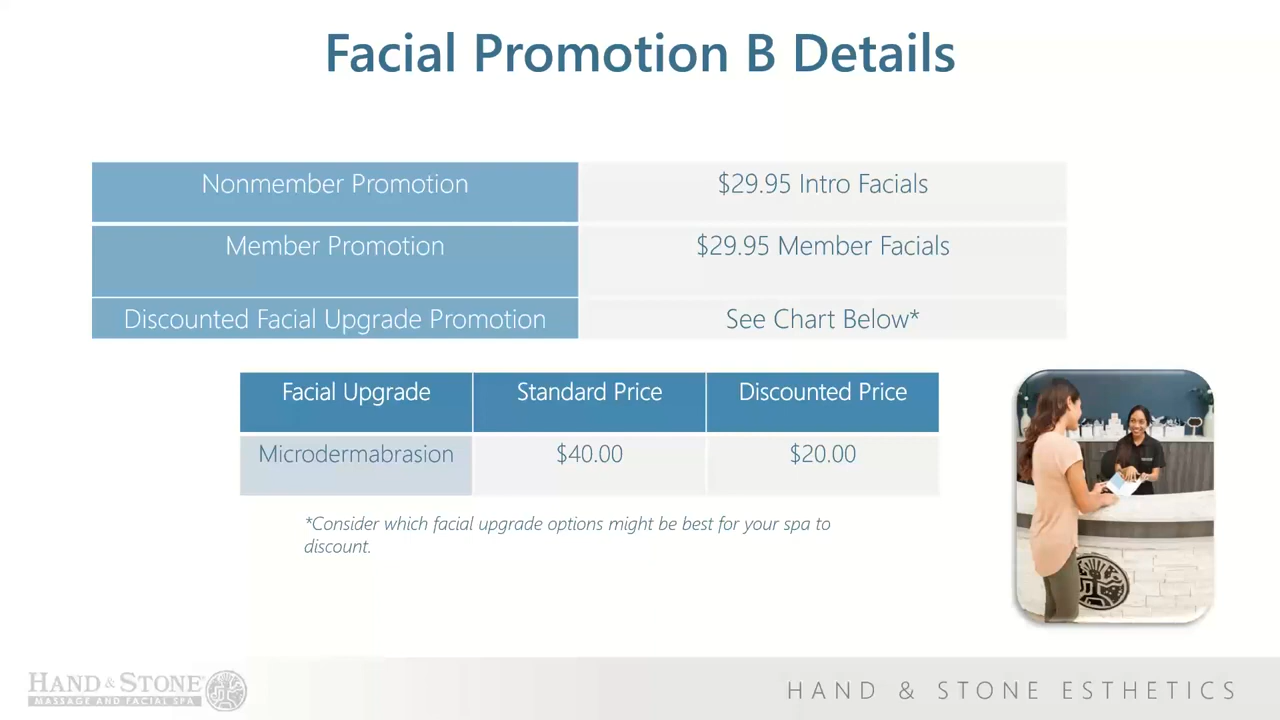 Facial Promotion B Details
Nonmember Promotion
$29.95 Intro Facials
Member Promotion
$29.95 Member Facials
Discounted Facial Upgrade Promotion
See Chart Below*
Facial Upgrade
Standard Price
Discounted Price
Microdermabrasion
$40.00
$20.00
*Consider which facial upgrade options might be best for your spa to
discount.
HAND & STONE®
MASSAGE AND FACIAL SPA
HAND & STONE ESTHETICS